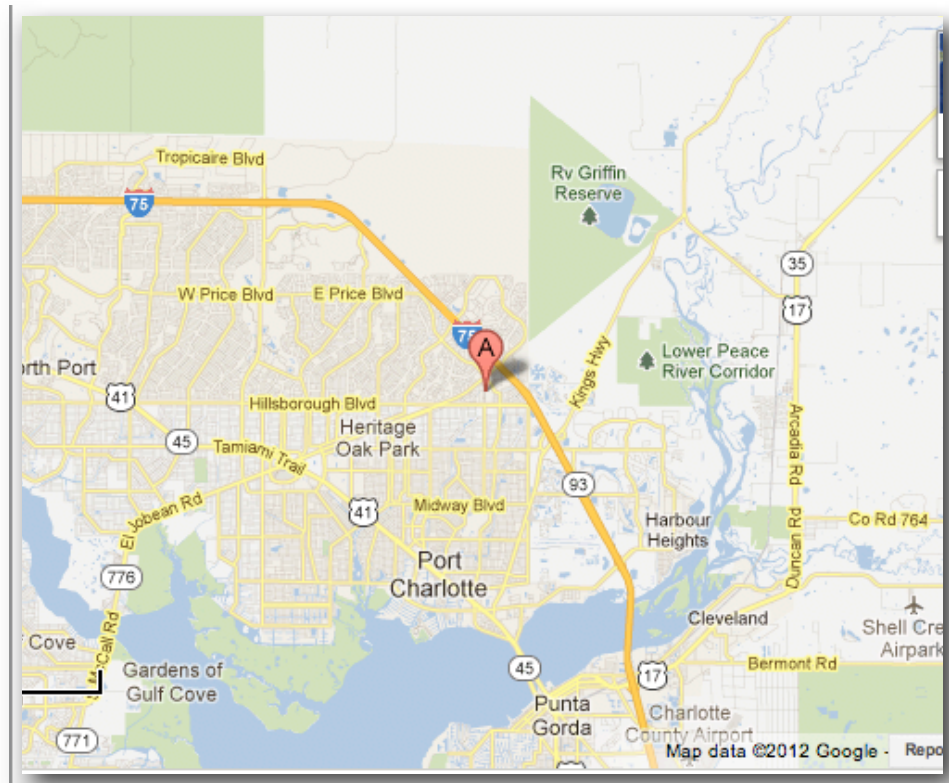 Tropicaire Blvd
75
Rv Griffin
Reserve
35
17
W Price Blvd
E Price Blvd
75
A
Kings Hwy
Lower Peace
River Corridor
orth Port
41
Hillsborough Blvd
Heritage
Oak Park
45
Tamiami Trail
Arcadia Rd
93
Midway Blvd
41
El Jobean Rd
Harbour
Heights
Co Rd 764
Duncan Rd
Port
Charlotte
776
Cleveland
Shell Cre
Airpark
f Cove
McCall Rd
Gardens of
Gulf Cove
45
17
Bermont Rd
Punta
Gorda
Charlotte
County Airport
771
Map data ©2012 Google -
Repo